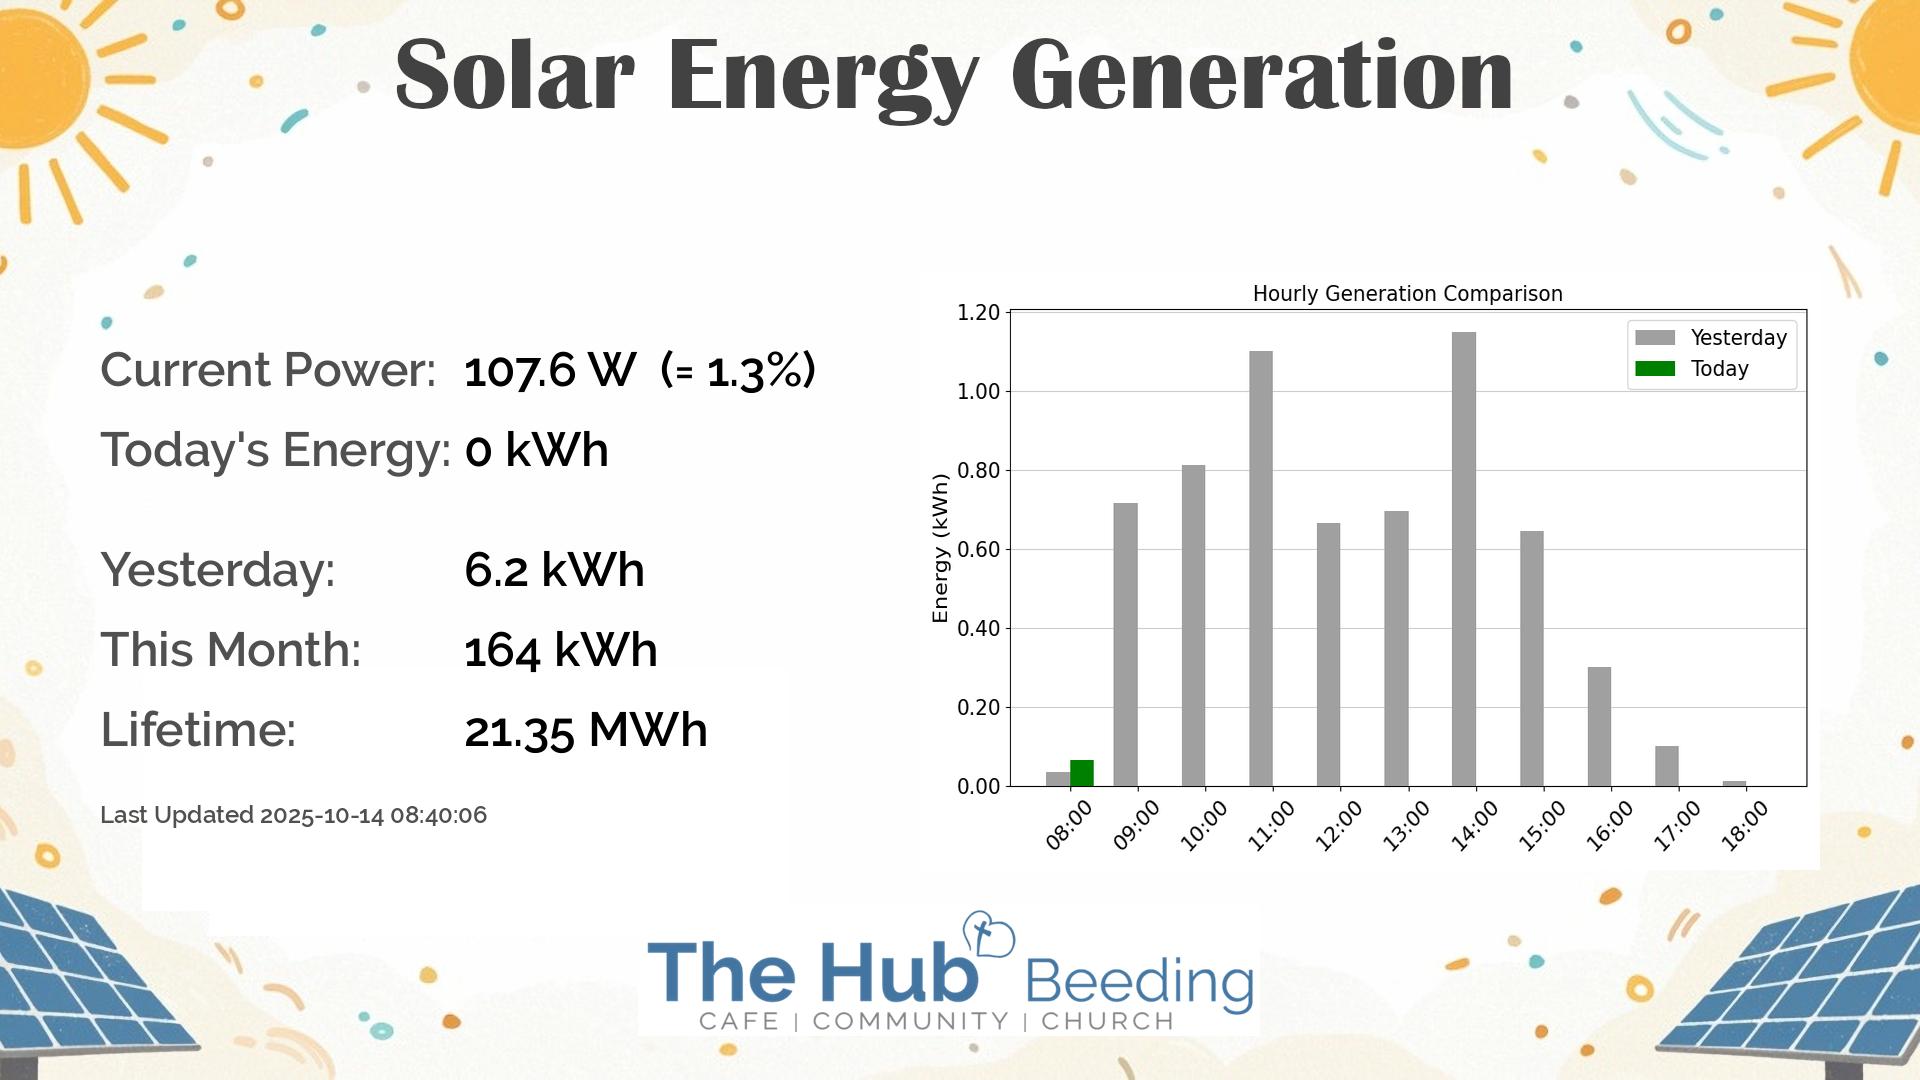 Solar Energy Generation
Current Power: 107.6 W (= 1.3%)
Today's Energy: 0 kWh
Yesterday: 6.2 kWh
This Month: 164 kWh
Lifetime: 21.35 MWh
Last Updated 2025-10-14 08:40:06
Hourly Generation Comparison
Yesterday
Today
Energy (kWh)
1.20
1.00
0.80
0.60
0.40
0.20
0.00
08:00 09:00 10:00 11:00 12:00 13:00 14:00 15:00 16:00 17:00 18:00
The Hub Beeding
CAFE | COMMUNITY | CHURCH